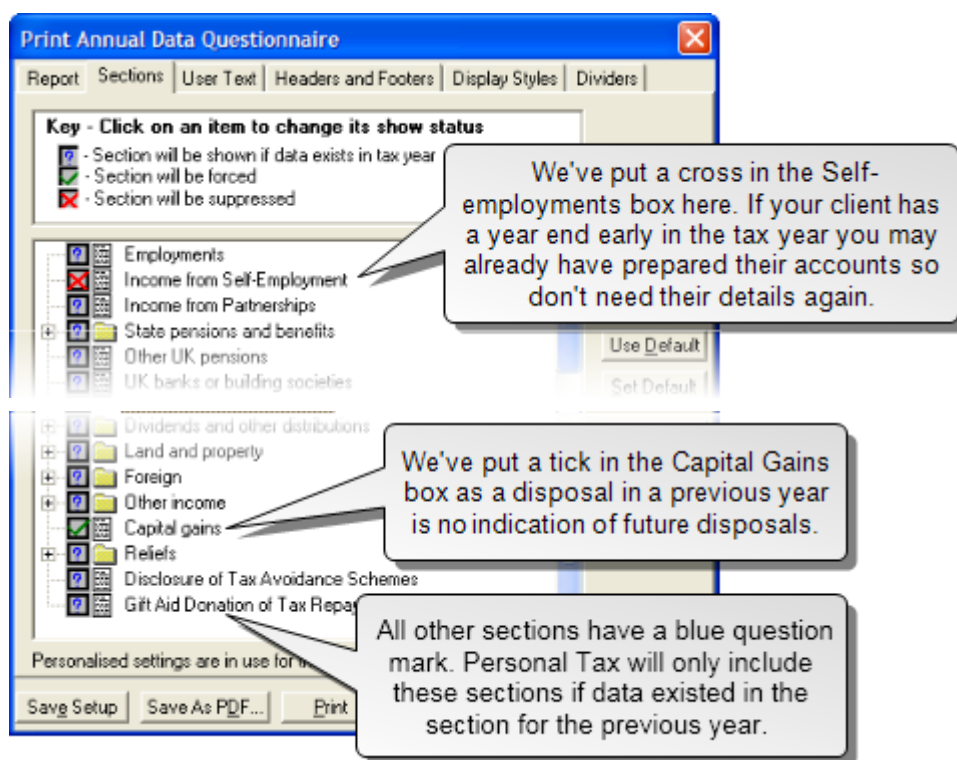 Print Annual Data Questionnaire
Report Sections User Text Headers and Footers Display Styles Dividers
Key - Click on an item to change its show status
? - Section will be shown if data exists in tax year
- Section will be forced
- Section will be suppressed
We've put a cross in the Self-
employments box here. If your client has
a year end early in the tax year you may
already have prepared their accounts so
don't need their details again.
? Employments
Income from Self-Employment
? Income from Partnerships
? State pensions and benefits
? Other UK pensions
? UK banks or building societies
Use Default
Set Default
? Dividends and other distributions
? Land and property
? Foreign
? Other income
Capital gains
? Reliefs
? Disclosure of Tax Avoidance Schemes
? Gift Aid Donation of Tax
We've put a tick in the Capital Gains
box as a disposal in a previous year
is no indication of future disposals.
All other sections have a blue question
mark. Personal Tax will only include
these sections if data existed in the
section for the previous year.
Personalised settings are in use for
Save Setup Save As PDF... Print